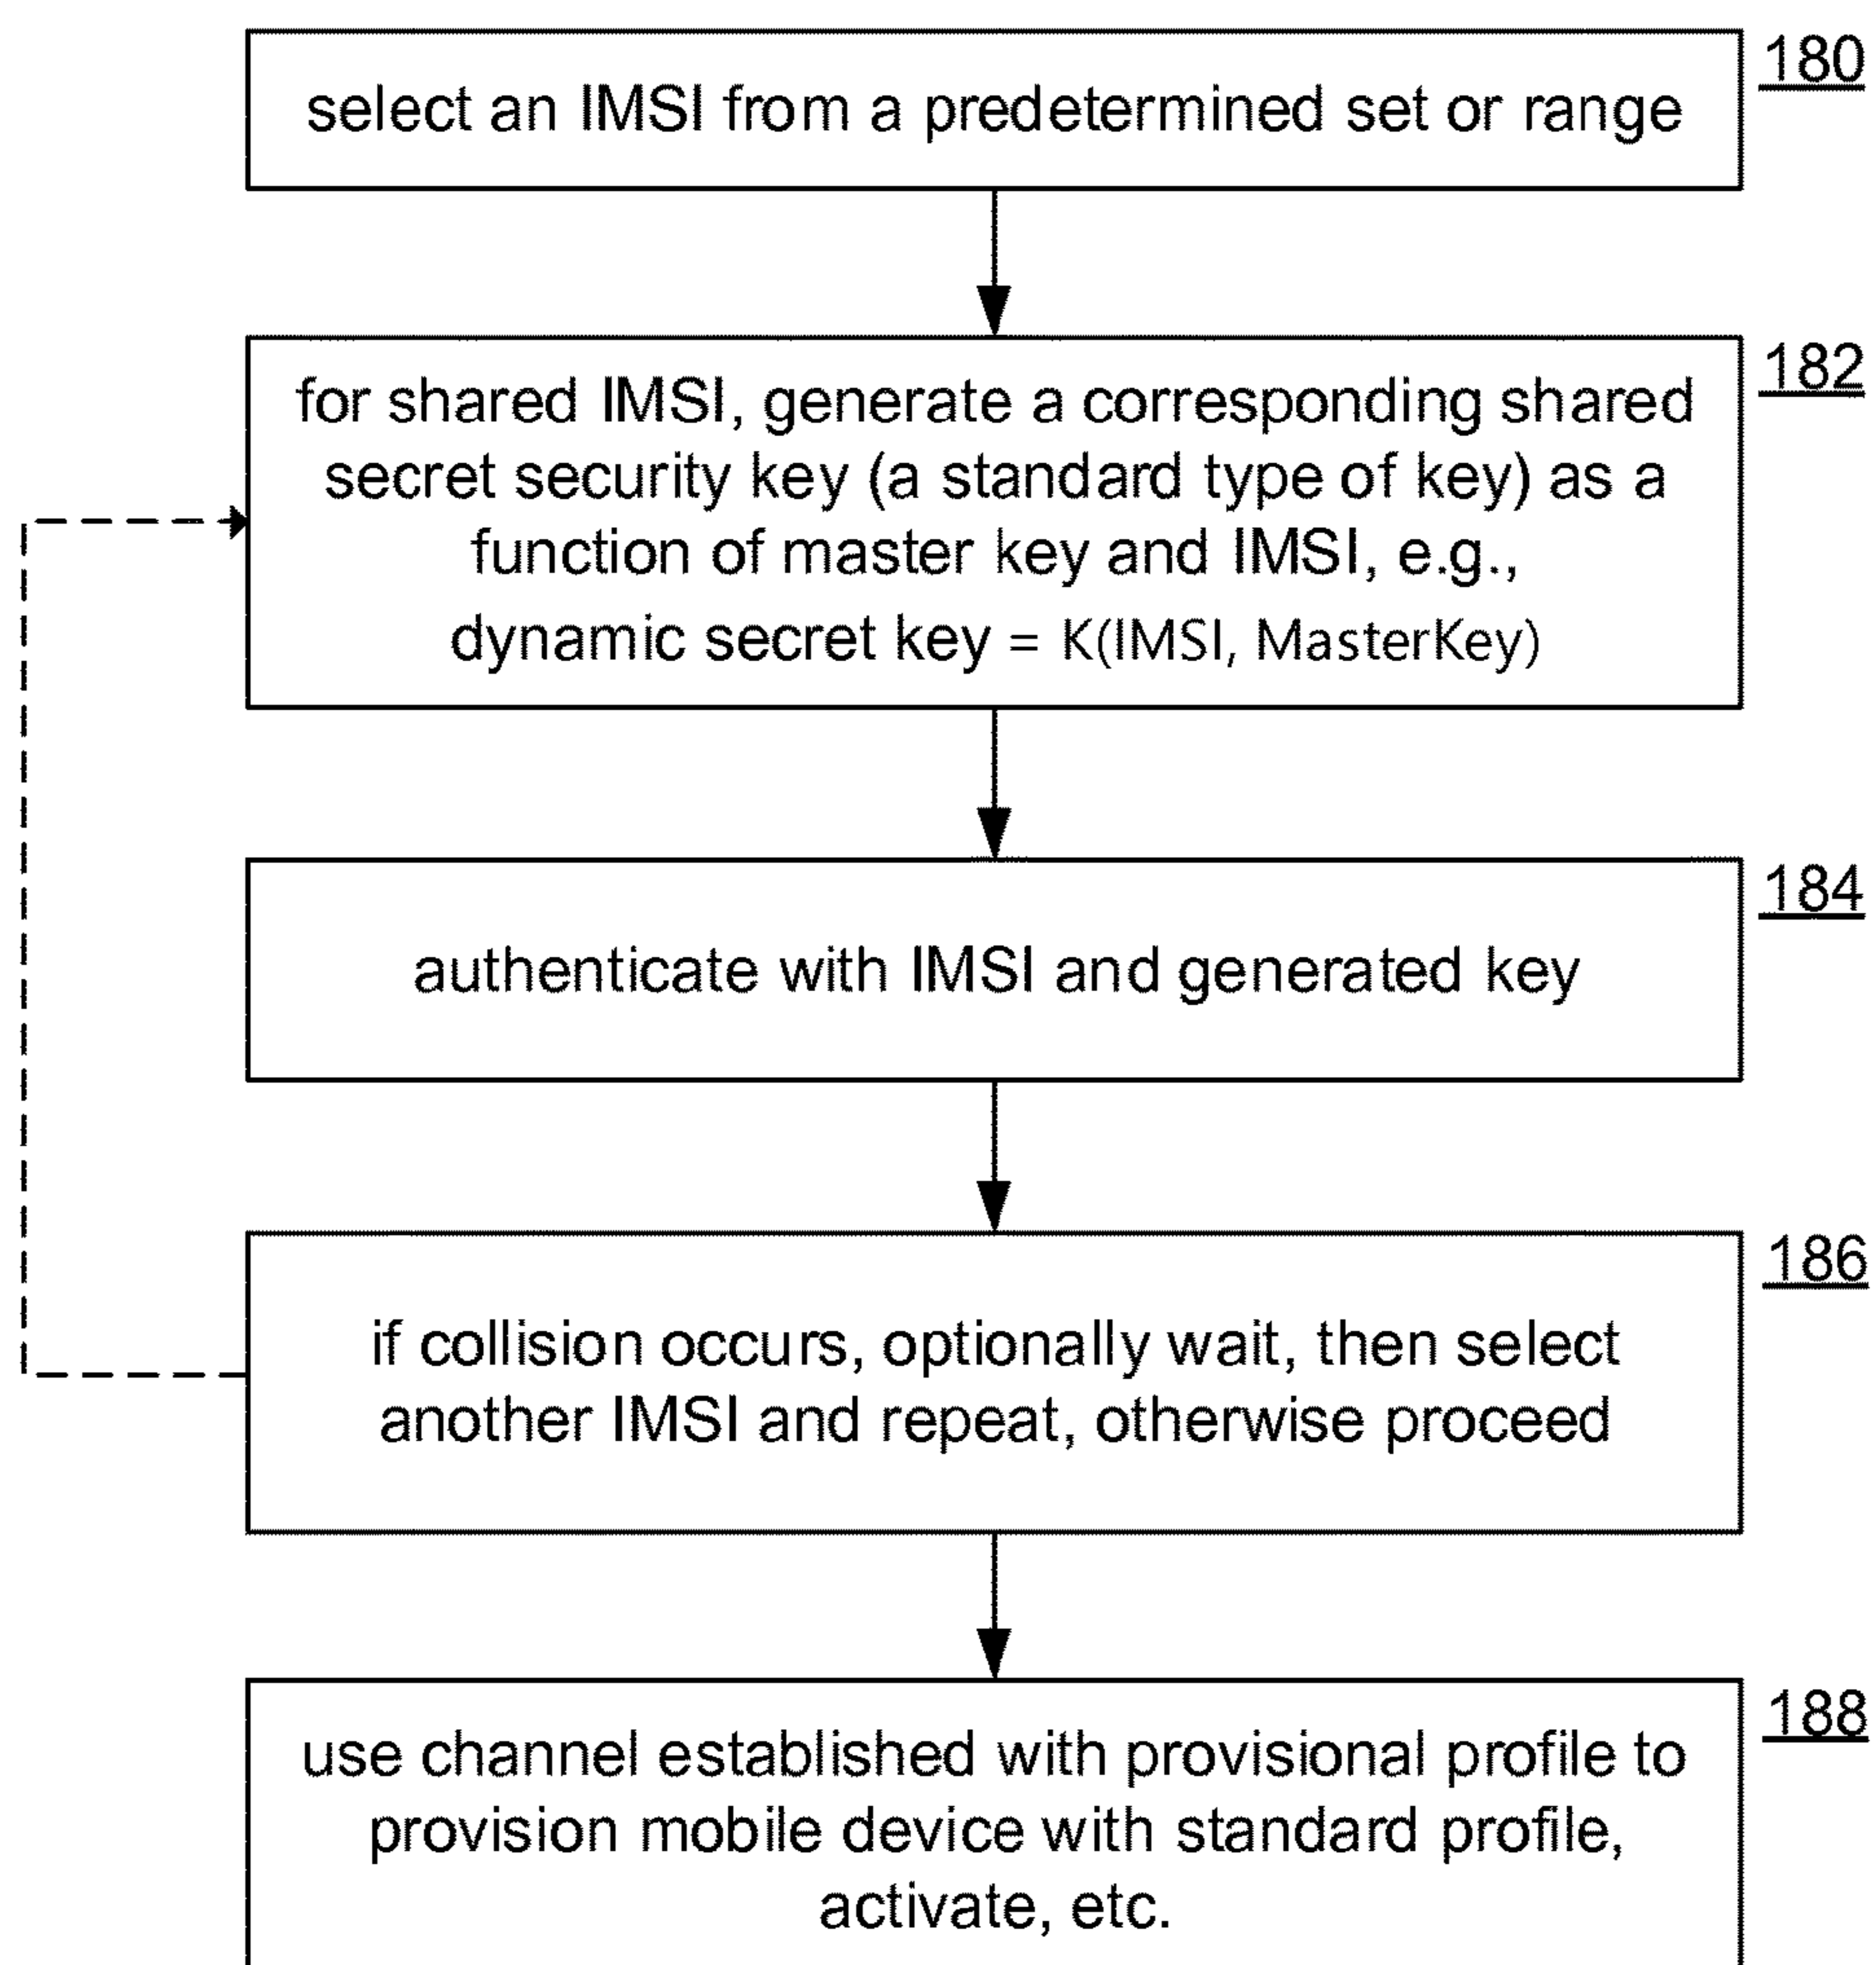 180
select an IMSI from a predetermined set or range
182
for shared IMSI, generate a corresponding shared
secret security key (a standard type of key) as a
function of master key and IMSI, e.g.,
dynamic secret key = K(IMSI, MasterKey)
184
authenticate with IMSI and generated key
186
if collision occurs, optionally wait, then select
another IMSI and repeat, otherwise proceed
188
use channel established with provisional profile to
provision mobile device with standard profile,
activate, etc.